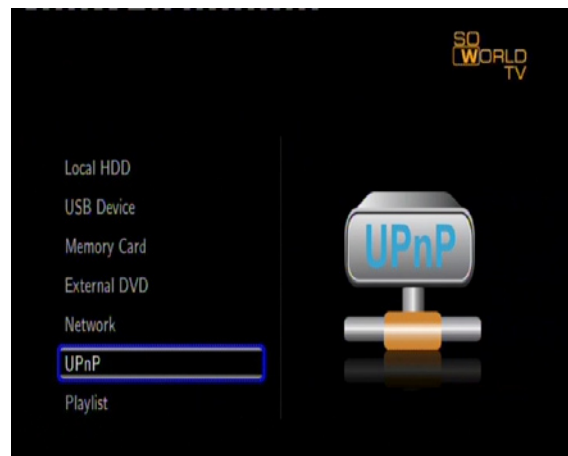 SO
WORLD
TV
Local HDD
USB Device
Memory Card
External DVD
Network
UPnP
Playlist
UPnP